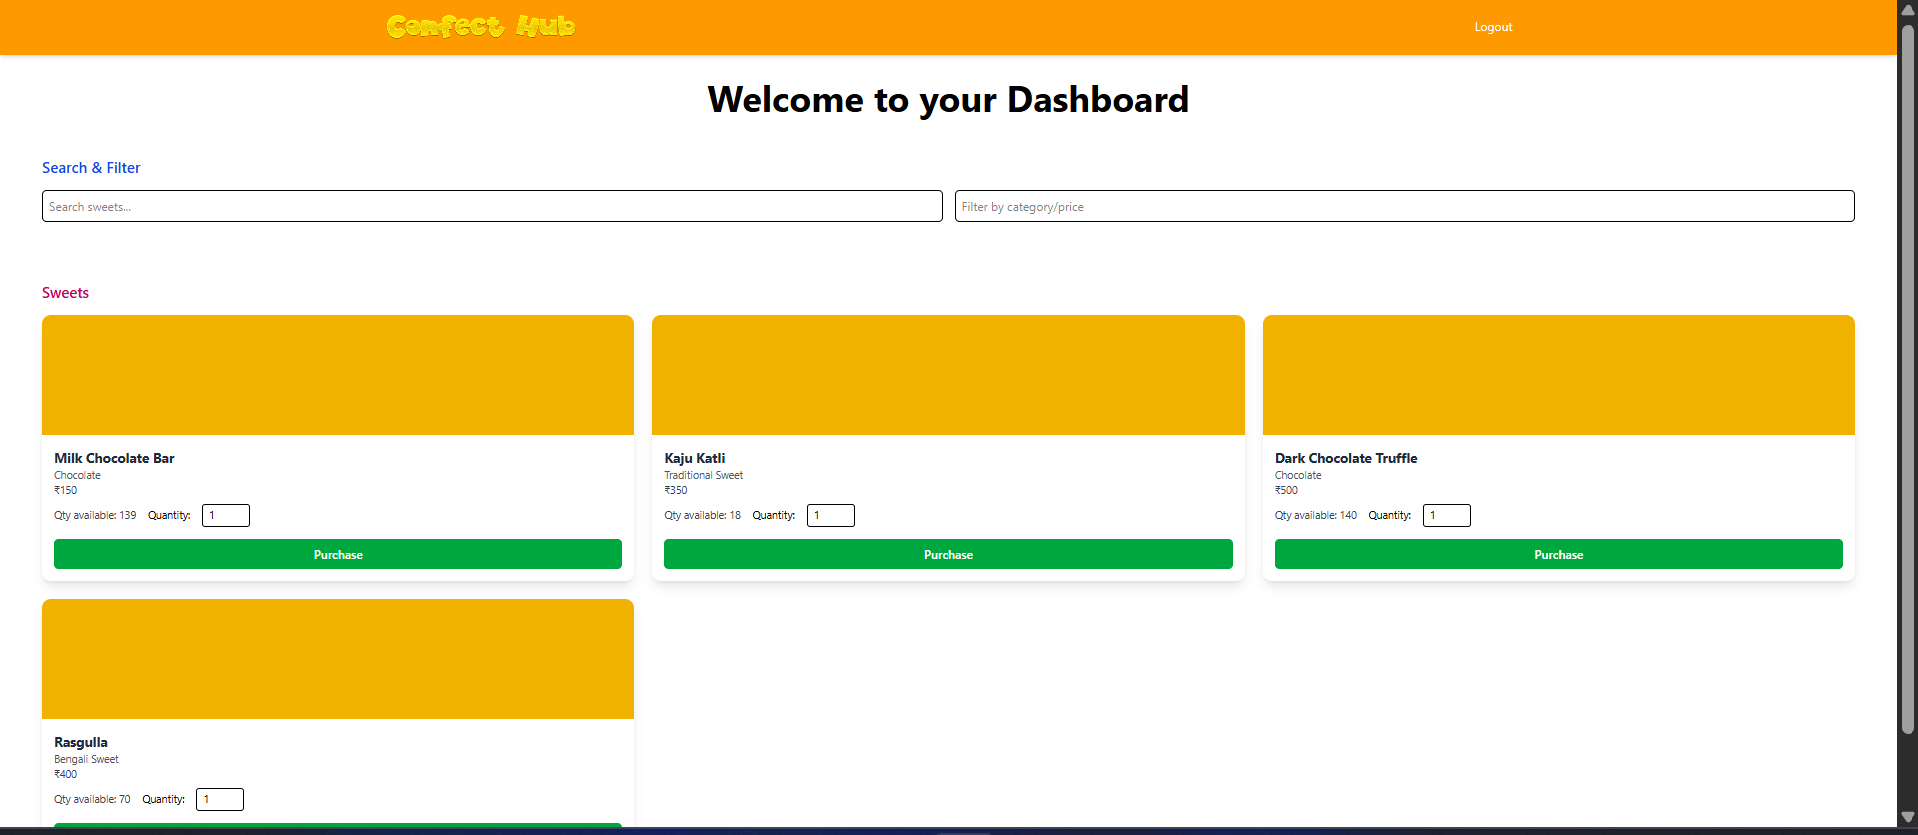 Confect Hub
Logout
Welcome to your Dashboard
Search & Filter
Search sweets...
Filter by category/price
Sweets
Milk Chocolate Bar
Chocolate
₹150
Qty available: 139 Quantity: 1
Purchase
Kaju Katli
Traditional Sweet
₹350
Qty available: 18 Quantity: 1
Purchase
Dark Chocolate Truffle
Chocolate
₹500
Qty available: 140 Quantity: 1
Purchase
Rasgulla
Bengali Sweet
₹400
Qty available: 70 Quantity: 1